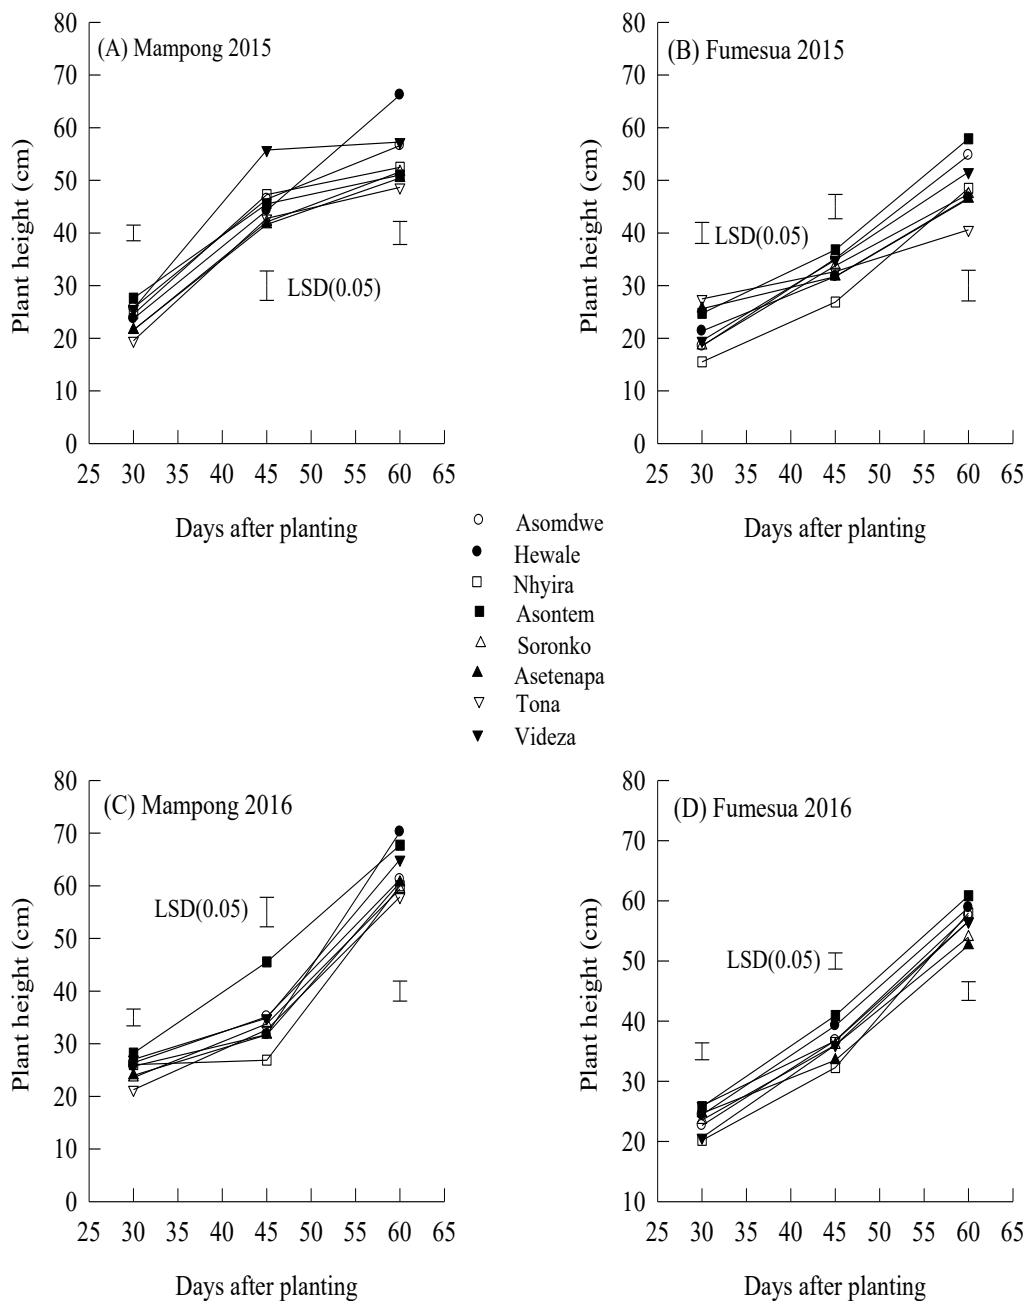 (A) Mampong 2015
80
70
60
50
40
30
20
10
0
Plant height (cm)
LSD(0.05)
25 30 35 40 45 50 55 60 65
Days after planting
(B) Fumesua 2015
80
70
60
50
40
30
20
10
0
Plant height (cm)
LSD(0.05)
25 30 35 40 45 50 55 60 65
Days after planting
Asomdwe
Hewale
Nhyira
Asontem
Soronko
Asetenapa
Tona
Videza
(C) Mampong 2016
80
70
60
50
40
30
20
10
0
Plant height (cm)
LSD(0.05)
25 30 35 40 45 50 55 60 65
Days after planting
(D) Fumesua 2016
80
70
60
50
40
30
20
10
Plant height (cm)
LSD(0.05)
25 30 35 40 45 50 55 60 65
Days after planting